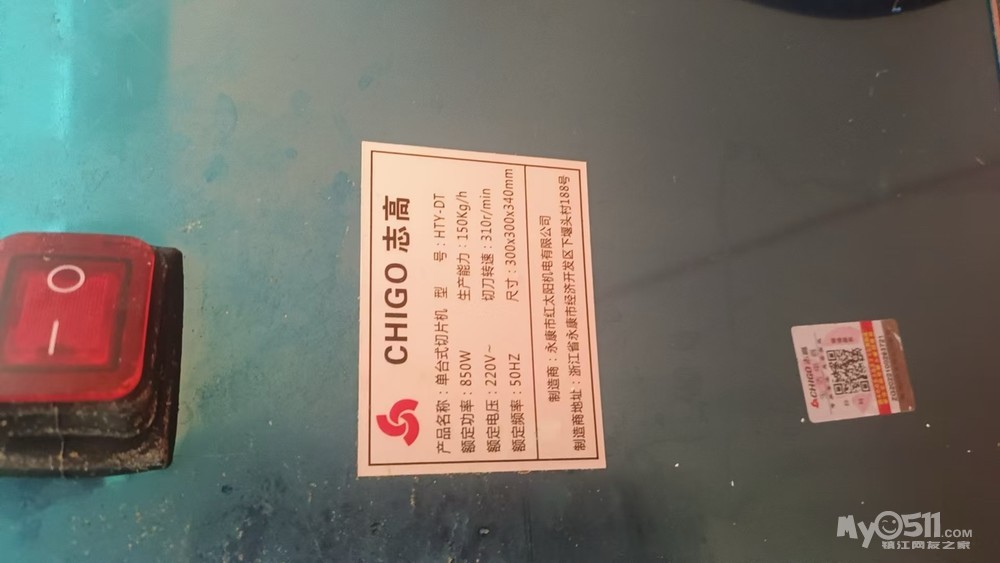 CHIGO 志高
产品名称：单台式切片机 型 号：HTY-DT
额定功率：850W 生产能力：150Kg/h
额定电压：220V~ 切刀转速：310r/min
额定频率：50HZ 尺寸：300x300x340mm
制造商：永康市红太阳机电有限公司
制造商地址：浙江省永康市经济开发区下堰头村188号
CHIGO 志高
MyO511.COM
镇江网友之家